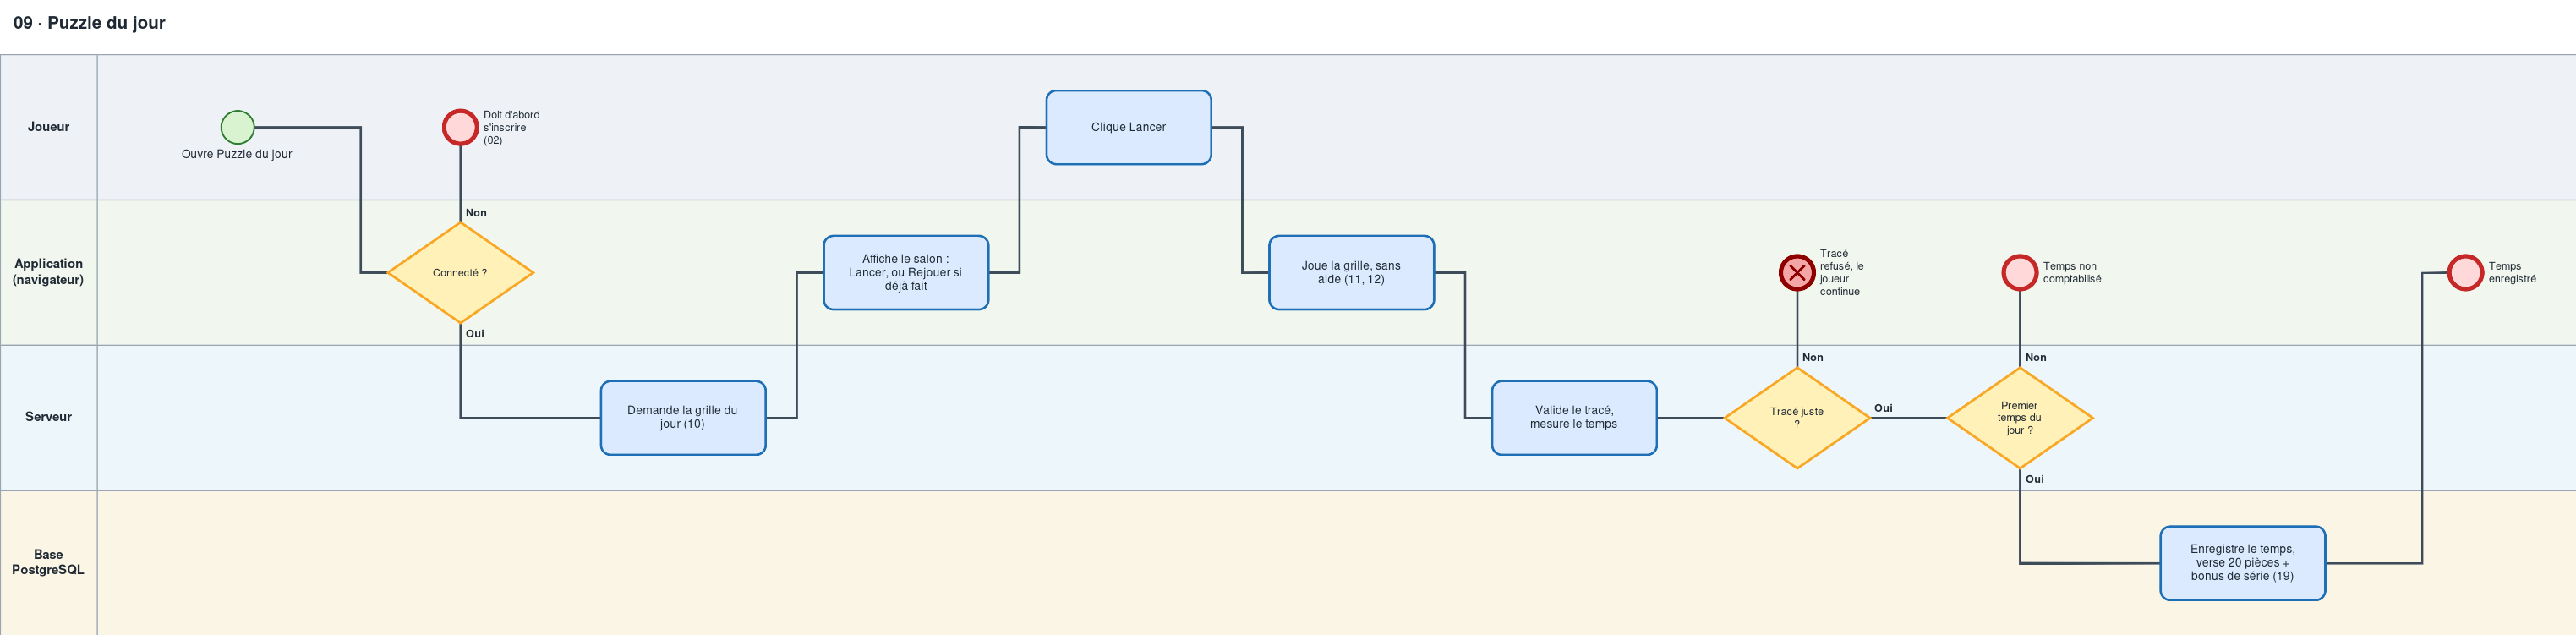 09 · Puzzle du jour
Joueur
Ouvre Puzzle du jour
Doit d'abord
s'inscrire
(02)
Clique Lancer
Application
(navigateur)
Non
Connecté ?
Oui
Affiche le salon :
Lancer, ou Rejouer si
déjà fait
Joue la grille, sans
aide (11, 12)
Tracé
refusé, le
joueur
continue
Temps non
comptabilisé
Temps
enregistré
Serveur
Demande la grille du
jour (10)
Valide le tracé,
mesure le temps
Non
Tracé juste
?
Oui
Non
Premier
temps du
jour ?
Oui
Base
PostgreSQL
Enregistre le temps,
verse 20 pièces +
bonus de série (19)